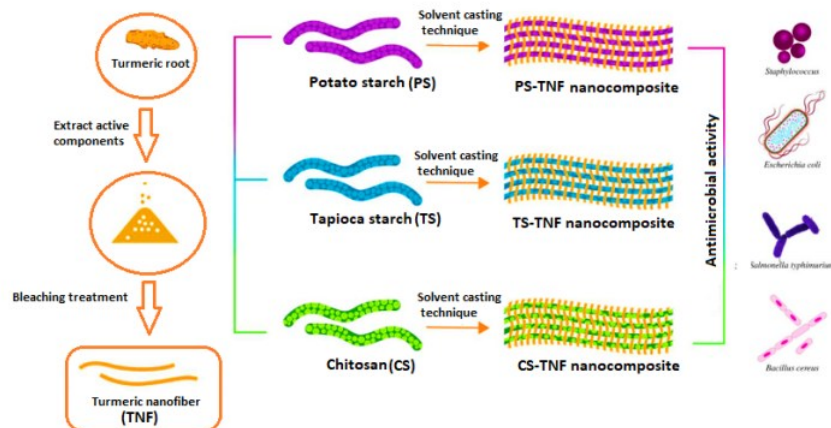 Turmeric root
Extract active
components
Bleaching treatment
Turmeric nanofiber
(TNF)
Potato starch (PS)
Solvent casting
technique
PS-TNF nanocomposite
Tapioca starch (TS)
Solvent casting
technique
TS-TNF nanocomposite
Chitosan (CS)
Solvent casting
technique
CS-TNF nanocomposite
Antimicrobial activity
Staphylococcus
Escherichia coli
: Salmonella typhimurium
Bacillus cereus